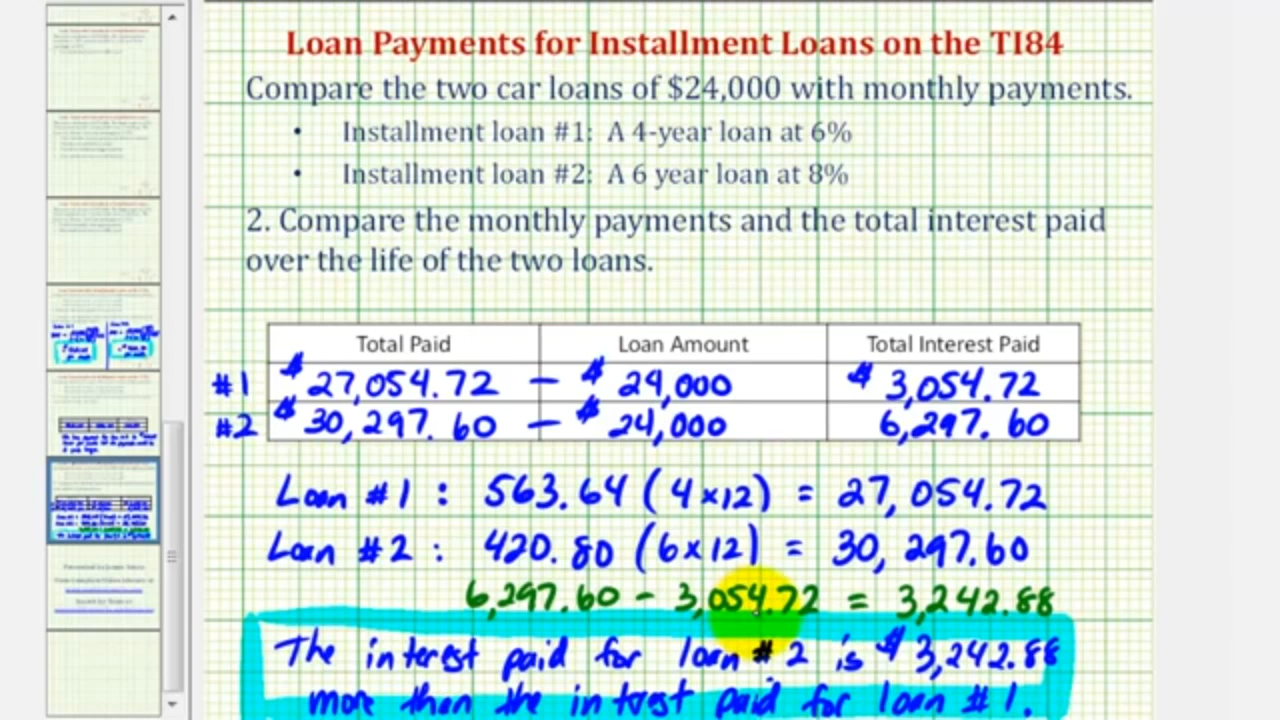 Loan Payments for Installment Loans on the TI84
Compare the two car loans of $24,000 with monthly payments.
• Installment loan #1: A 4-year loan at 6%
• Installment loan #2: A 6 year loan at 8%
2. Compare the monthly payments and the total interest paid
over the life of the two loans.
Total Paid Loan Amount Total Interest Paid
#1 $ 27,054.72 – $ 24,000 $ 3,054.72
#2 $ 30,297.60 – $ 24,000 6,297.60
Loan #1 : 563.64 (4×12) = 27,054.72
Loan #2 : 420.80 (6×12) = 30,297.60
6,297.60 – 3,054.72 = 3,242.88
The interest paid for loan #2 is $3,242.88
more than the interest paid for loan #1.